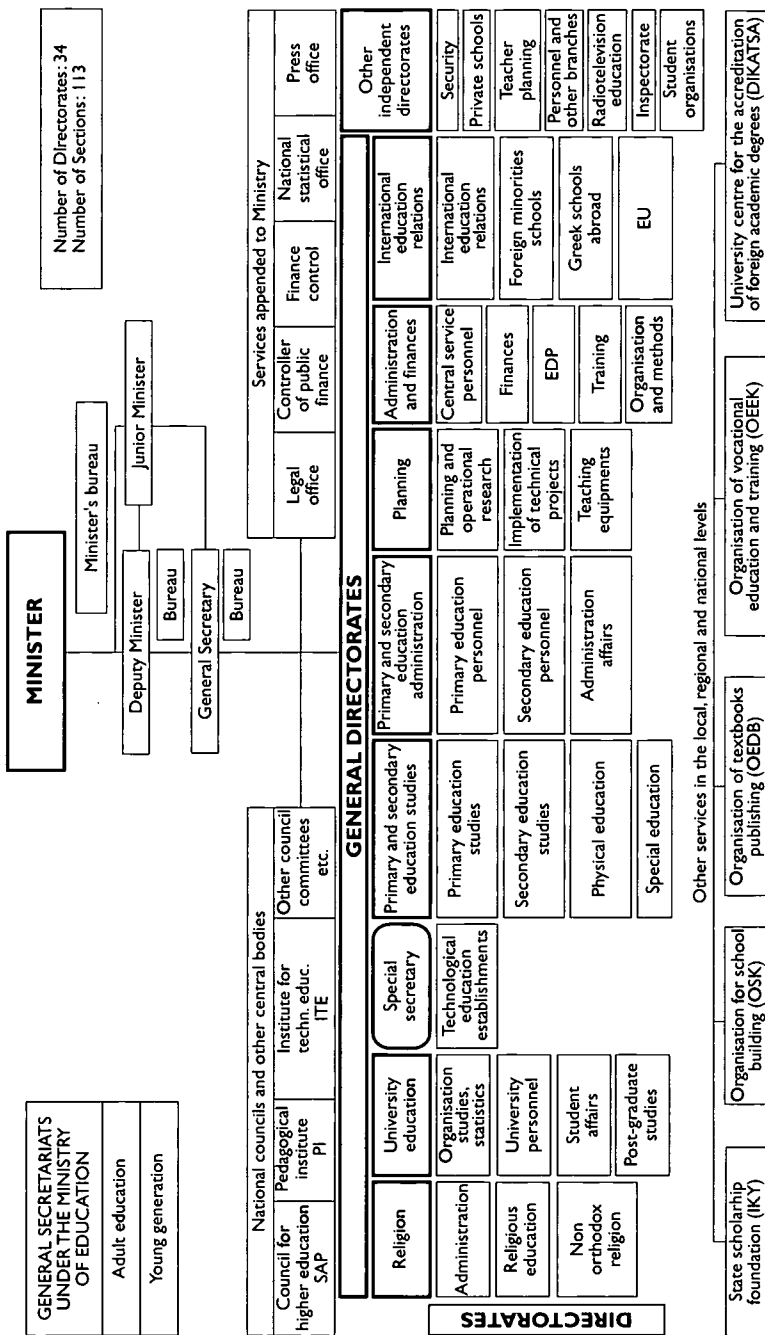 MINISTER
Number of Directorates: 34
Number of Sections: 113
Minister's bureau
Deputy Minister
Junior Minister
Bureau
General Secretary
Bureau
GENERAL SECRETARIATS
UNDER THE MINISTRY
OF EDUCATION
Adult education
Young generation
National councils and other central bodies
Council for
higher education
SAP
Pedagogical
institute
PI
Institute for
techn. educ.
ITE
Other council
committees
etc.
Services appended to Ministry
Legal
office
Controller
of public
finance
Finance
control
National
statistical
office
Press
office
GENERAL DIRECTORATES
Religion
University
education
Special
secretary
Primary and secondary
education studies
Primary and secondary
education
administration
Planning
Administration
and finances
International
education
relations
Other
independent
directorates
DIRECTORATES
Administration
Religious
education
Non
orthodox
religion
Organisation
studies,
statistics
University
personnel
Student
affairs
Post-graduate
studies
Technological
education
establishments
Primary education
studies
Secondary education
studies
Physical education
Special education
Primary education
personnel
Secondary education
personnel
Administration
affairs
Planning and
operational
research
Implementation
of technical
projects
Teaching
equipments
Central service
personnel
Finances
EDP
Training
Organisation
and methods
International
education
relations
Foreign minorities
schools
Greek schools
abroad
EU
Security
Private schools
Teacher
planning
Personnel and
other branches
Radiotelevision
education
Inspectorate
Student
organisations
Other services in the local, regional and national levels
State scholarhip
foundation (IKY)
Organisation for school
building (OSK)
Organisation of textbooks
publishing (OEDB)
Organisation of vocational
education and training (OEEK)
University centre for the accreditation
of foreign academic degrees (DIKATSA)